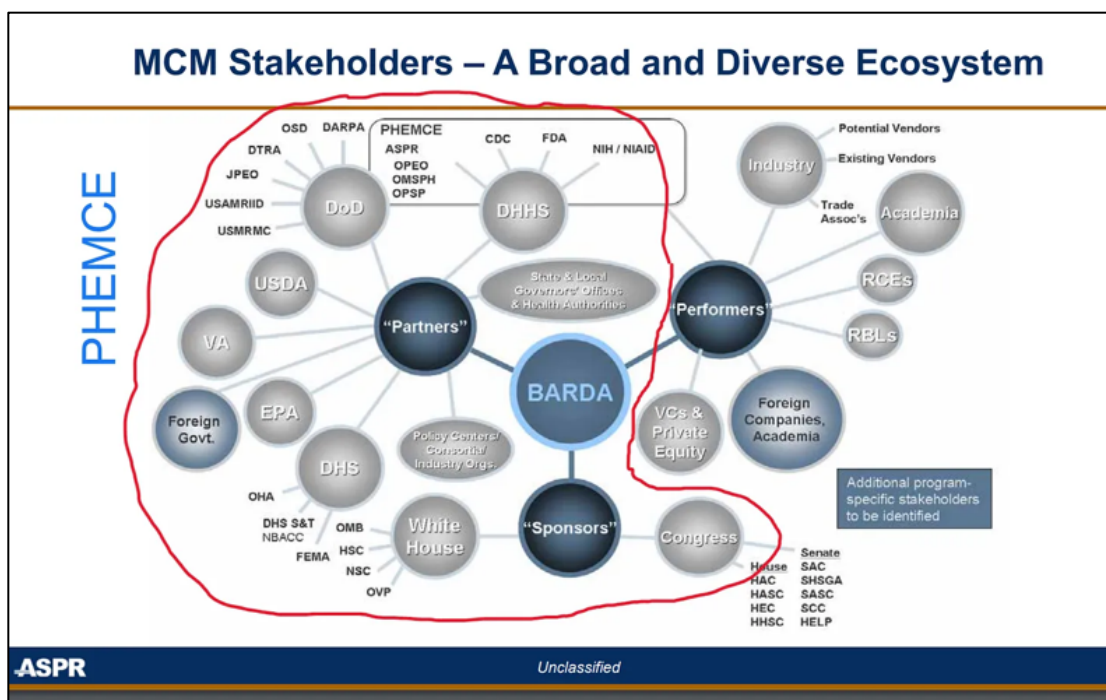 MCM Stakeholders – A Broad and Diverse Ecosystem
PHEMCE
OSD
DARPA
DTRA
JPEO
USAMRIID
USMRMC
DoD
PHEMCE
ASPR
OPEO
OMSPH
OPSP
CDC
FDA
NIH / NIAID
DHHS
Industry
Potential Vendors
Existing Vendors
Trade
Assoc's
Academia
RCEs
RBLs
USDA
VA
Foreign
Govt.
EPA
"Partners"
State & Local
Governors' Offices
& Health Authorities
"Performers"
BARDA
VCs &
Private
Equity
Foreign
Companies,
Academia
Policy Centers/
Consortia/
Industry Orgs.
DHS
OHA
DHS S&T
NBACC
FEMA
White
House
OMB
HSC
NSC
OVP
"Sponsors"
Congress
House
HAC
HASC
HEC
HHSC
Senate
SAC
SHSGA
SASC
SCC
HELP
Additional program-
specific stakeholders
to be identified
ASPR
Unclassified